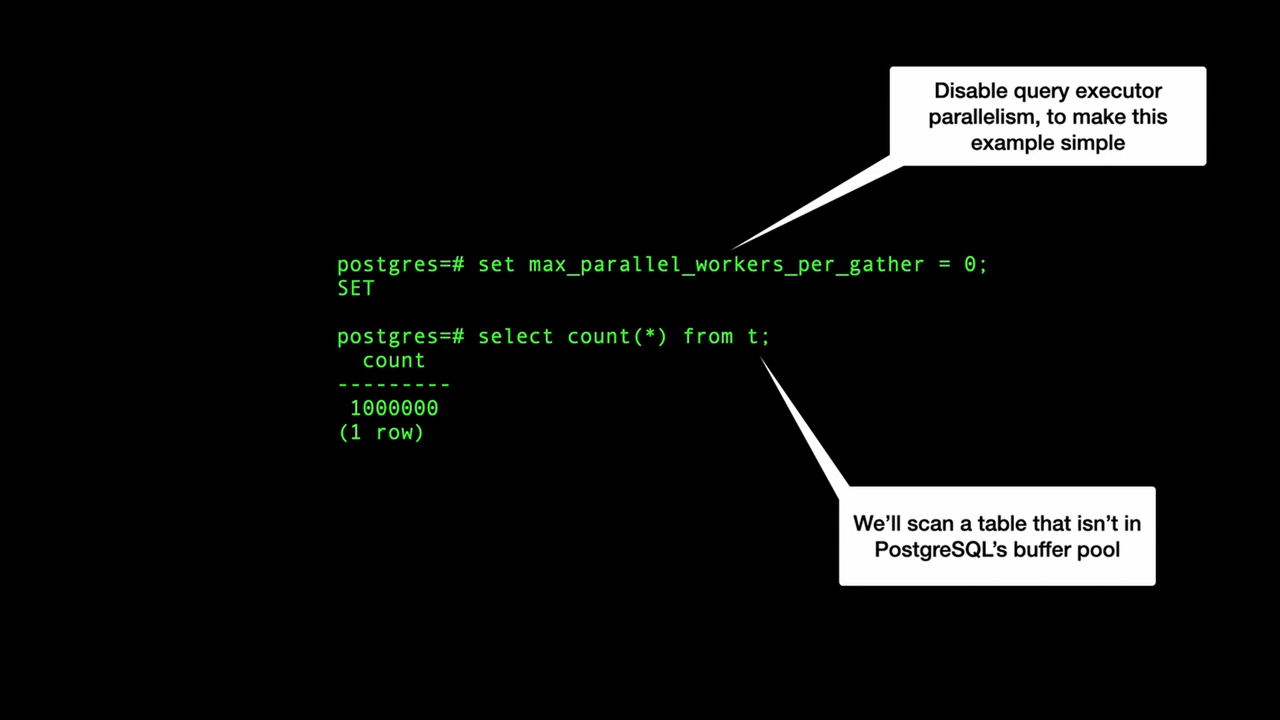 Disable query executor
parallelism, to make this
example simple
postgres=# set max_parallel_workers_per_gather = 0;
SET
postgres=# select count(*) from t;
count
---------
1000000
(1 row)
We’ll scan a table that isn’t in
PostgreSQL’s buffer pool